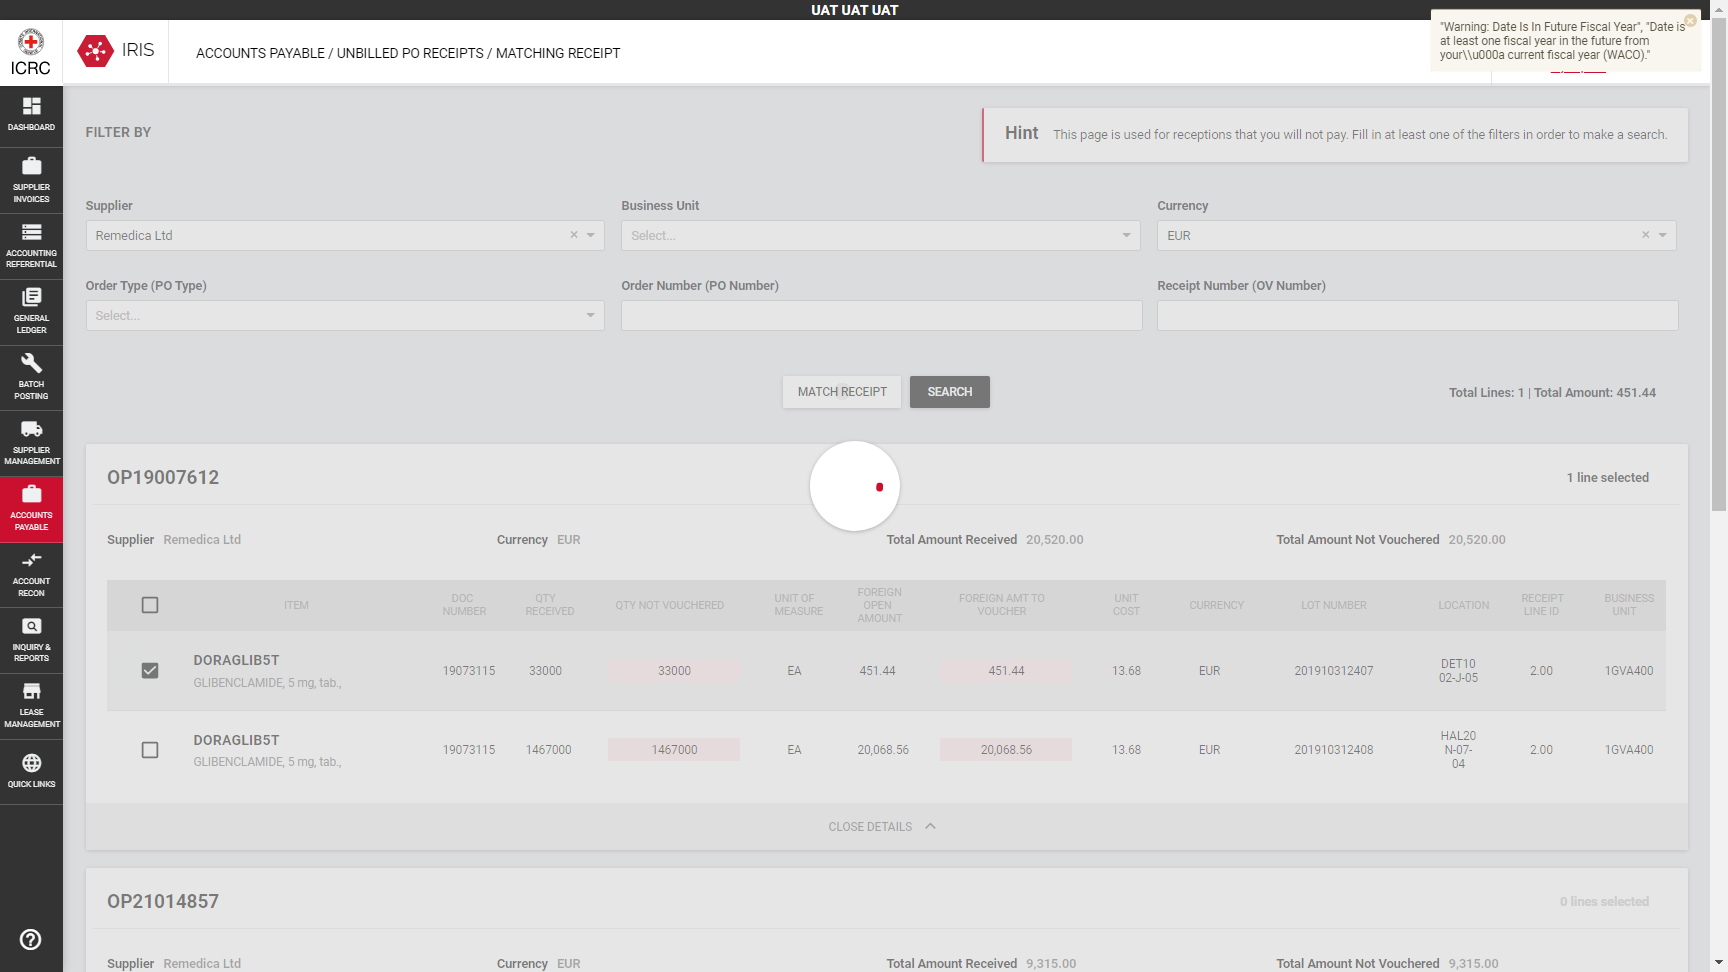 UAT UAT UAT
ICRC
IRIS
ACCOUNTS PAYABLE / UNBILLED PO RECEIPTS / MATCHING RECEIPT
"Warning: Date Is In Future Fiscal Year", "Date is
at least one fiscal year in the future from
your\\u000a current fiscal year (WACO)."
DASHBOARD
SUPPLIER
INVOICES
ACCOUNTING
REFERENTIAL
GENERAL
LEDGER
BATCH
POSTING
SUPPLIER
MANAGEMENT
ACCOUNTS
PAYABLE
ACCOUNT
RECON
INQUIRY &
REPORTS
LEASE
MANAGEMENT
QUICK LINKS
FILTER BY
Hint This page is used for receptions that you will not pay. Fill in at least one of the filters in order to make a search.
Supplier Business Unit Currency
Remedica Ltd Select... EUR
Order Type (PO Type) Order Number (PO Number) Receipt Number (OV Number)
Select...
MATCH RECEIPT SEARCH Total Lines: 1 | Total Amount: 451.44
OP19007612 1 line selected
Supplier Remedica Ltd Currency EUR Total Amount Received 20,520.00 Total Amount Not Vouchered 20,520.00
ITEM DOC NUMBER QTY RECEIVED QTY NOT VOUCHERED UNIT OF MEASURE FOREIGN OPEN AMOUNT FOREIGN AMT TO VOUCHER UNIT COST CURRENCY LOT NUMBER LOCATION RECEIPT LINE ID BUSINESS UNIT
DORAGLIB5T 19073115 33000 33000 EA 451.44 451.44 13.68 EUR 201910312407 DET10 02-J-05 2.00 1GVA400
GLIBENCLAMIDE, 5 mg, tab.,
DORAGLIB5T 19073115 1467000 1467000 EA 20,068.56 20,068.56 13.68 EUR 201910312408 HAL20 N-07-04 2.00 1GVA400
GLIBENCLAMIDE, 5 mg, tab.,
CLOSE DETAILS
OP21014857 0 lines selected
Supplier Remedica Ltd Currency EUR Total Amount Received 9,315.00 Total Amount Not Vouchered 9,315.00